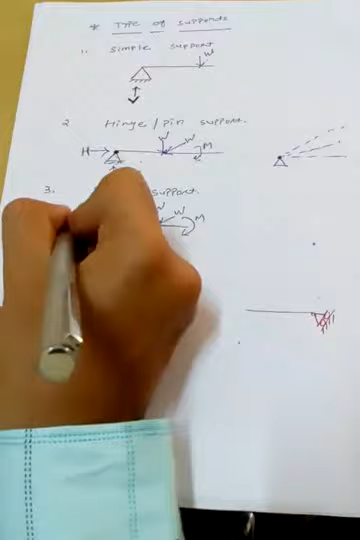 * Type of supports
1. simple support
W
2 Hinge / pin support.
H W W M
3. support.
W W M